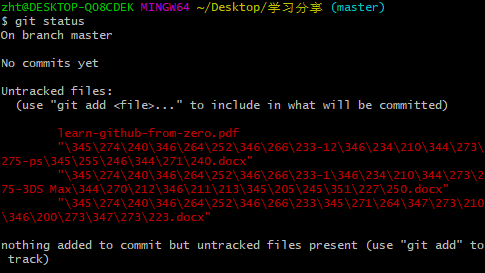 zht@DESKTOP-QO8CDEK MINGW64 ~/Desktop/学习分享 (master)
$ git status
On branch master
No commits yet
Untracked files:
(use "git add <file>..." to include in what will be committed)
learn-github-from-zero.pdf
"\345\274\240\346\264\252\346\266\233-12\346\234\210\344\273\
275-ps\345\255\246\344\271\240.docx"
"\345\274\240\346\264\252\346\266\233-1\346\234\210\344\273\2
75-3DS Max\344\270\212\346\211\213\345\205\245\351\227\250.docx"
"\345\274\240\346\264\252\346\266\233\345\271\264\347\273\210
\346\200\273\347\273\223.docx"
nothing added to commit but untracked files present (use "git add" to
track)